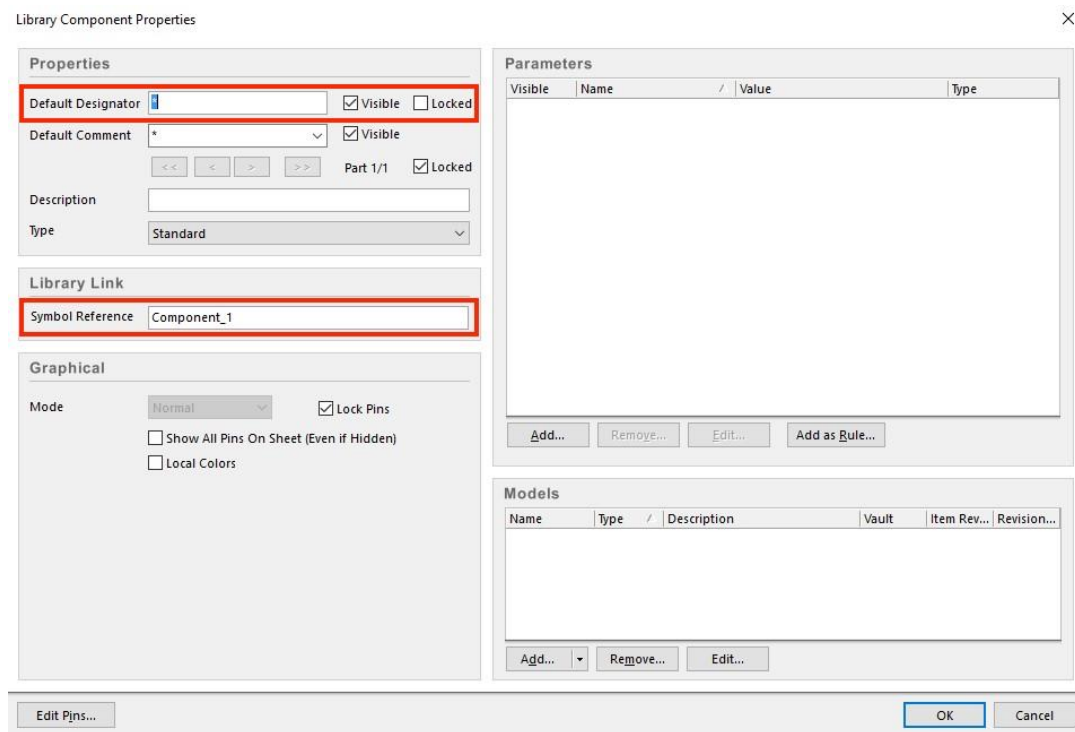 Library Component Properties
Properties
Default Designator * Visible Locked
Default Comment * Visible
<< < > >> Part 1/1 Locked
Description
Type Standard
Library Link
Symbol Reference Component_1
Graphical
Mode Normal Lock Pins
Show All Pins On Sheet (Even if Hidden)
Local Colors
Parameters
Visible Name Value Type
Add... Remove... Edit... Add as Rule...
Models
Name Type Description Vault Item Rev... Revision...
Add... Remove... Edit...
Edit Pins... OK Cancel